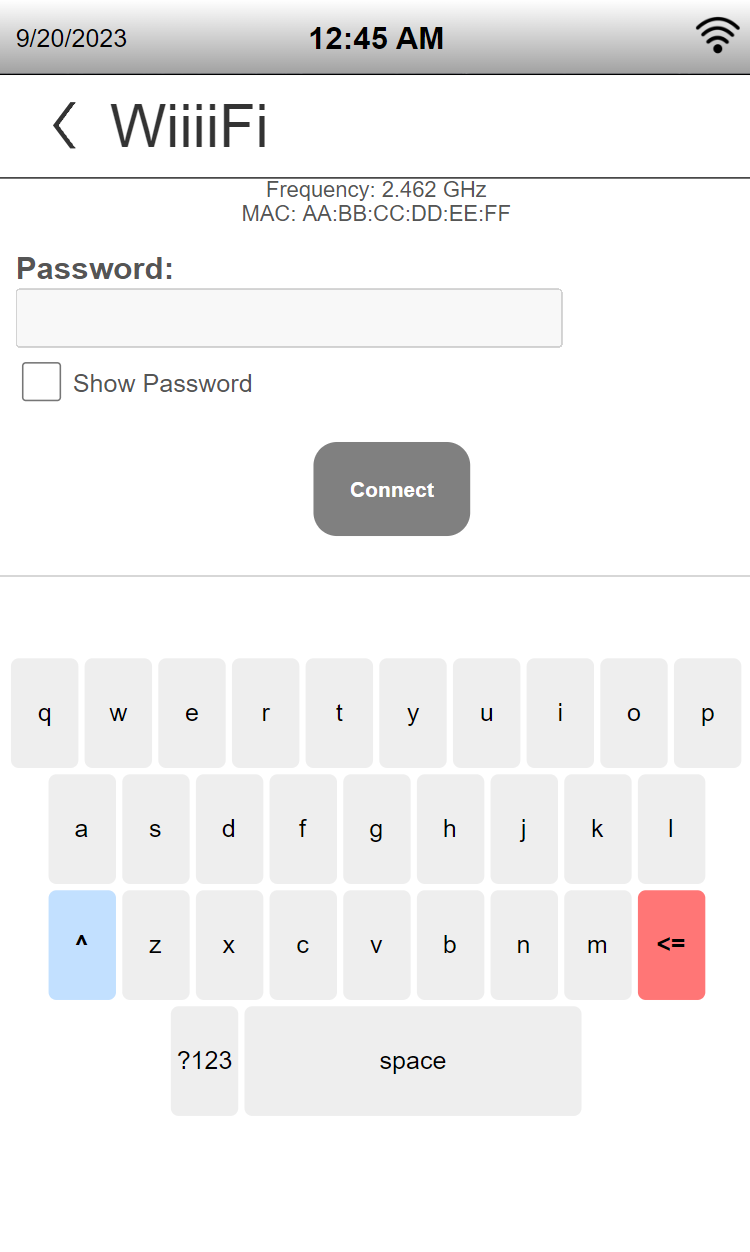 9/20/2023 12:45 AM
WiiiiFi
Frequency: 2.462 GHz
MAC: AA:BB:CC:DD:EE:FF
Password:
Show Password
Connect
q w e r t y u i o p
a s d f g h j k l
^ z x c v b n m <=
?123 space